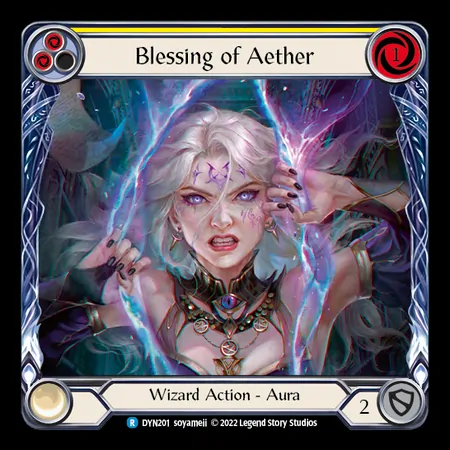 Blessing of Aether
1
Wizard Action - Aura
2
R DYN201 soyameii © 2022 Legend Story Studios